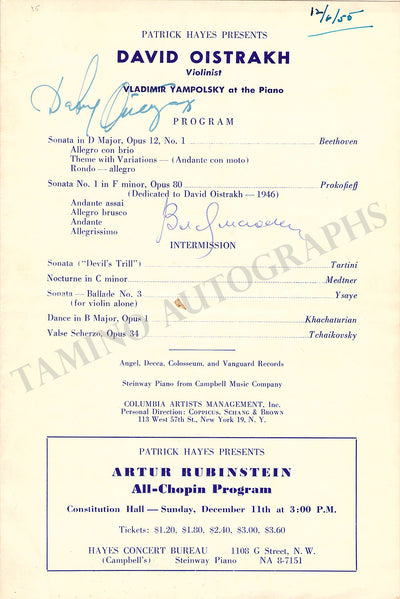 35
12/6/55
PATRICK HAYES PRESENTS
DAVID OISTRAKH
Violinist
VLADIMIR YAMPOLSKY at the Piano
PROGRAM
Sonata in D Major, Opus 12, No. 1 Beethoven
Allegro con brio
Theme with Variations — (Andante con moto)
Rondo — allegro
Sonata No. 1 in F minor, Opus 80 Prokofieff
(Dedicated to David Oistrakh — 1946)
Andante assai
Allegro brusco
Andante
Allegrissimo
INTERMISSION
Sonata ("Devil's Trill") Tartini
Nocturne in C minor Medtner
Sonata — Ballade No. 3 Ysaye
(for violin alone)
Dance in B Major, Opus 1 Khachaturian
Valse Scherzo, Opus 34 Tchaikovsky
Angel, Decca, Colosseum, and Vanguard Records
Steinway Piano from Campbell Music Company
COLUMBIA ARTISTS MANAGEMENT, Inc.
Personal Direction: COPPICUS, SCHANG & BROWN
113 West 57th St., New York 19, N. Y.
PATRICK HAYES PRESENTS
ARTUR RUBINSTEIN
All-Chopin Program
Constitution Hall — Sunday, December 11th at 3:00 P.M.
Tickets: $1.20, $1.80, $2.40, $3.00, $3.60
HAYES CONCERT BUREAU 1108 G Street, N. W.
(Campbell's) Steinway Piano NA 8-7151
TAMINO AUTOGRAPHS